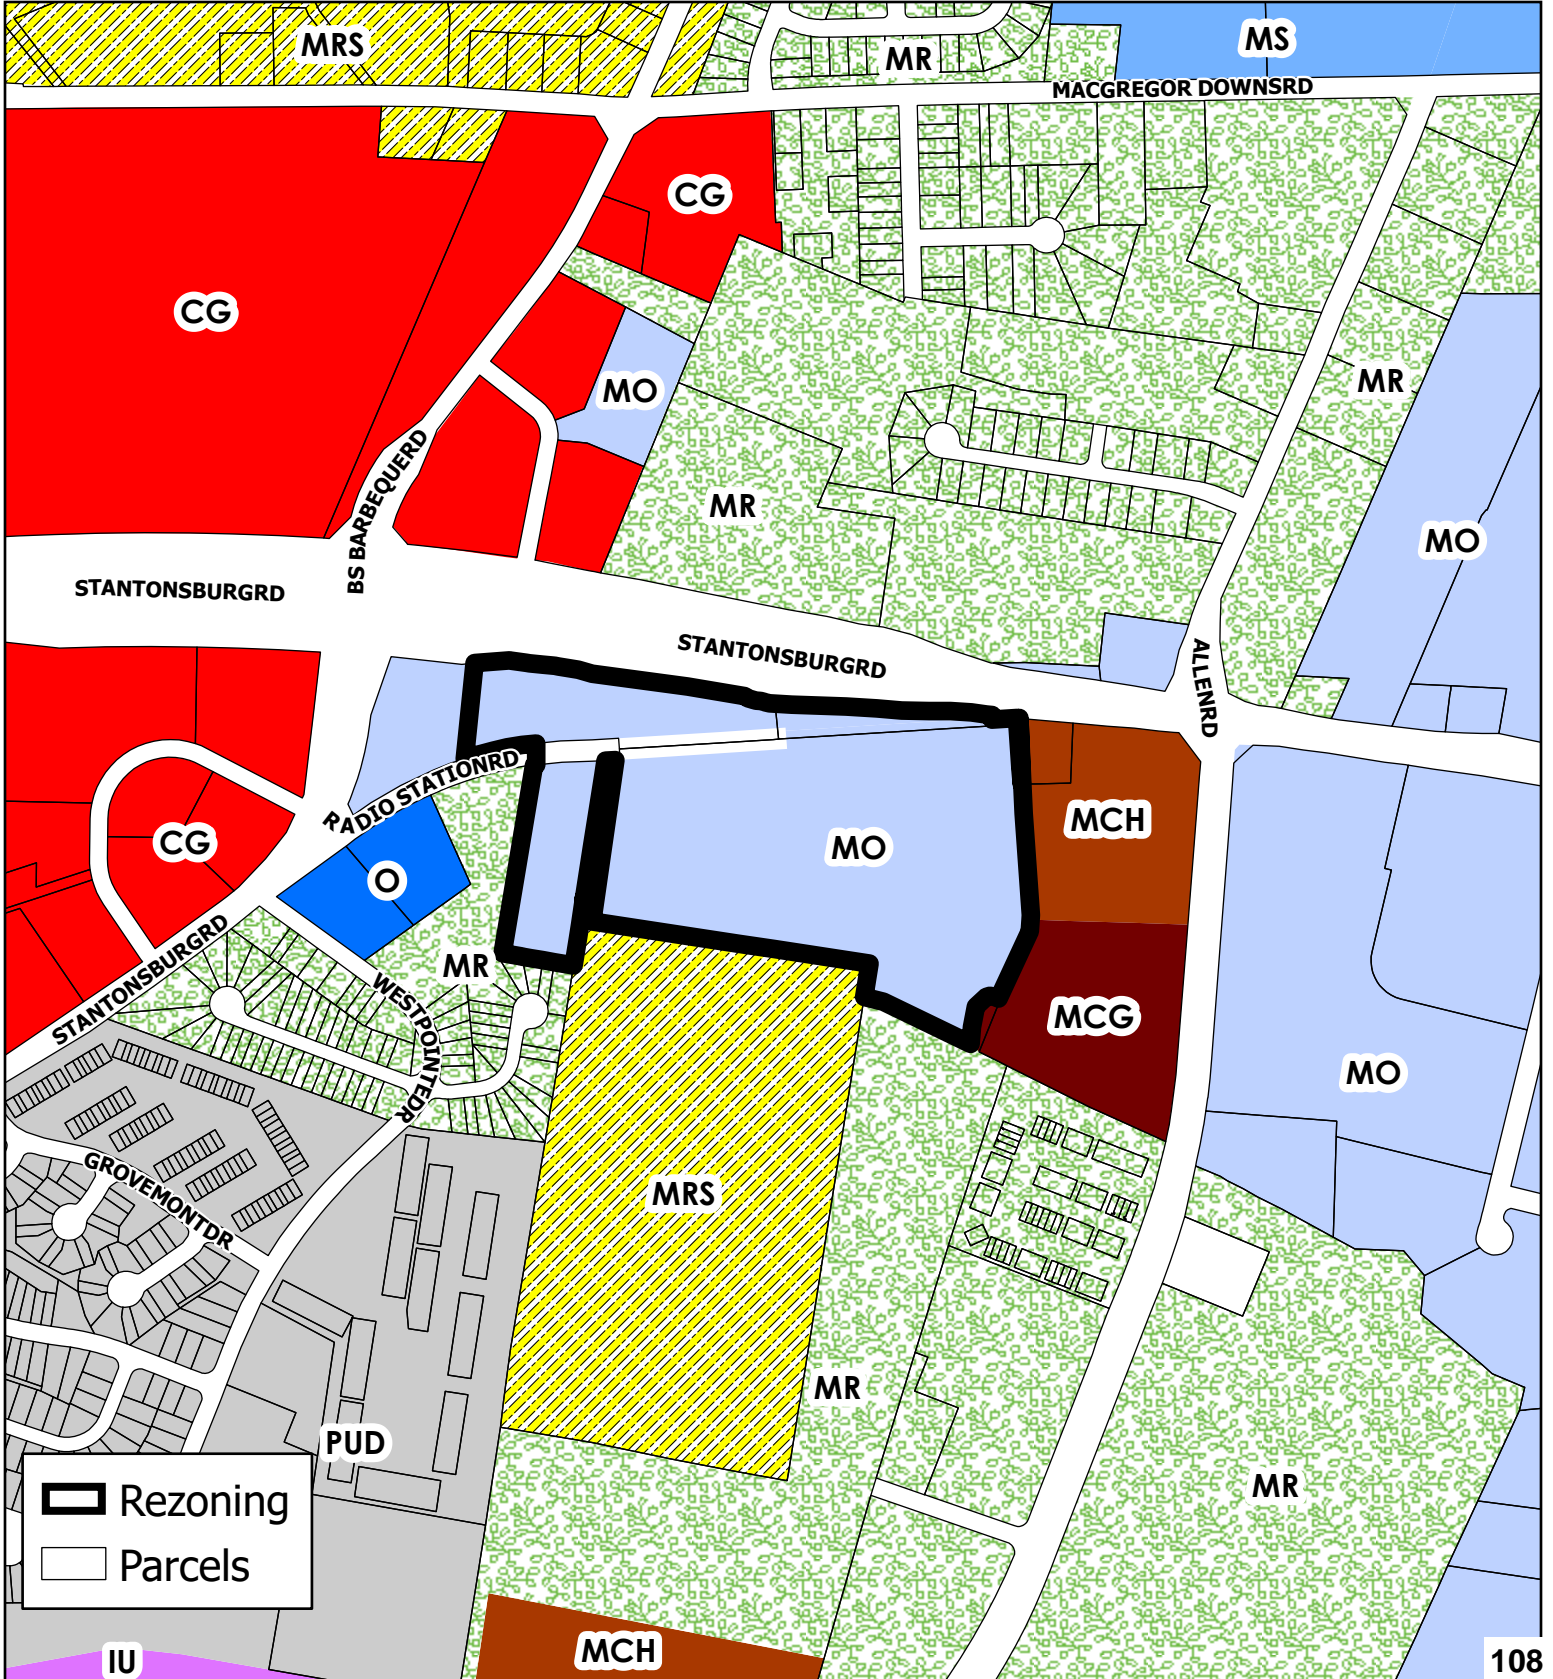 MRS
MR
MS
MACGREGOR DOWNSRD
CG
CG
MO
MR
BS BARBEQUERD
MR
MO
STANTONSBURGRD
STANTONSBURGRD
ALLENRD
RADIO STATIONRD
CG
O
MO
MCH
MR
STANTONSBURGRD
WESTPOINTEDR
MCG
MO
GROVEMONTDR
MRS
MR
PUD
MR
Rezoning
Parcels
MCH
IU
108